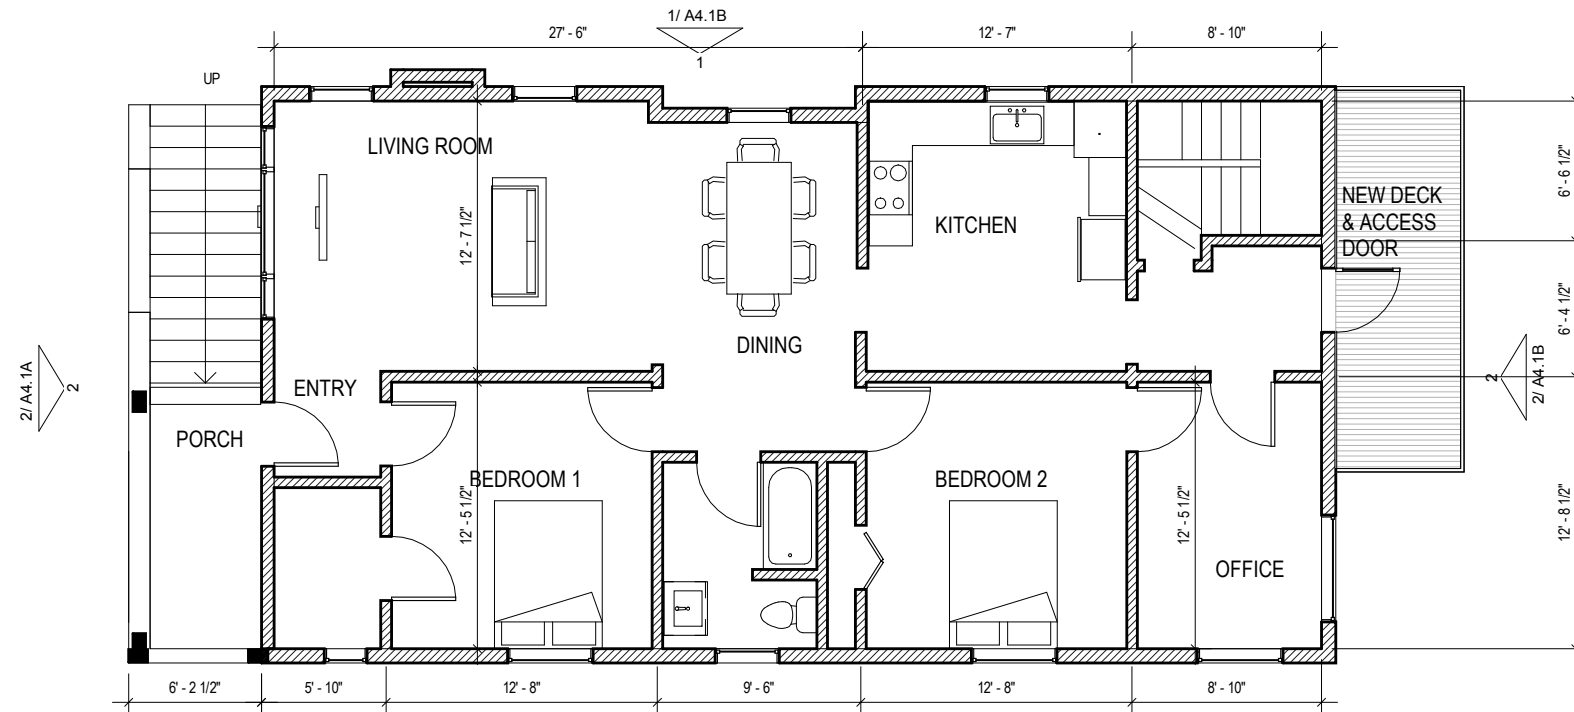 1/ A4.1B
27' - 6"
12' - 7"
8' - 10"
1
UP
LIVING ROOM
12' - 7 1/2"
KITCHEN
NEW DECK
& ACCESS
DOOR
6' - 6 1/2"
6' - 4 1/2"
DINING
2/ A4.1A
2
ENTRY
PORCH
2
2/ A4.1B
BEDROOM 1
12' - 5 1/2"
BEDROOM 2
12' - 5 1/2"
OFFICE
12' - 8 1/2"
6' - 2 1/2"
5' - 10"
12' - 8"
9' - 6"
12' - 8"
8' - 10"